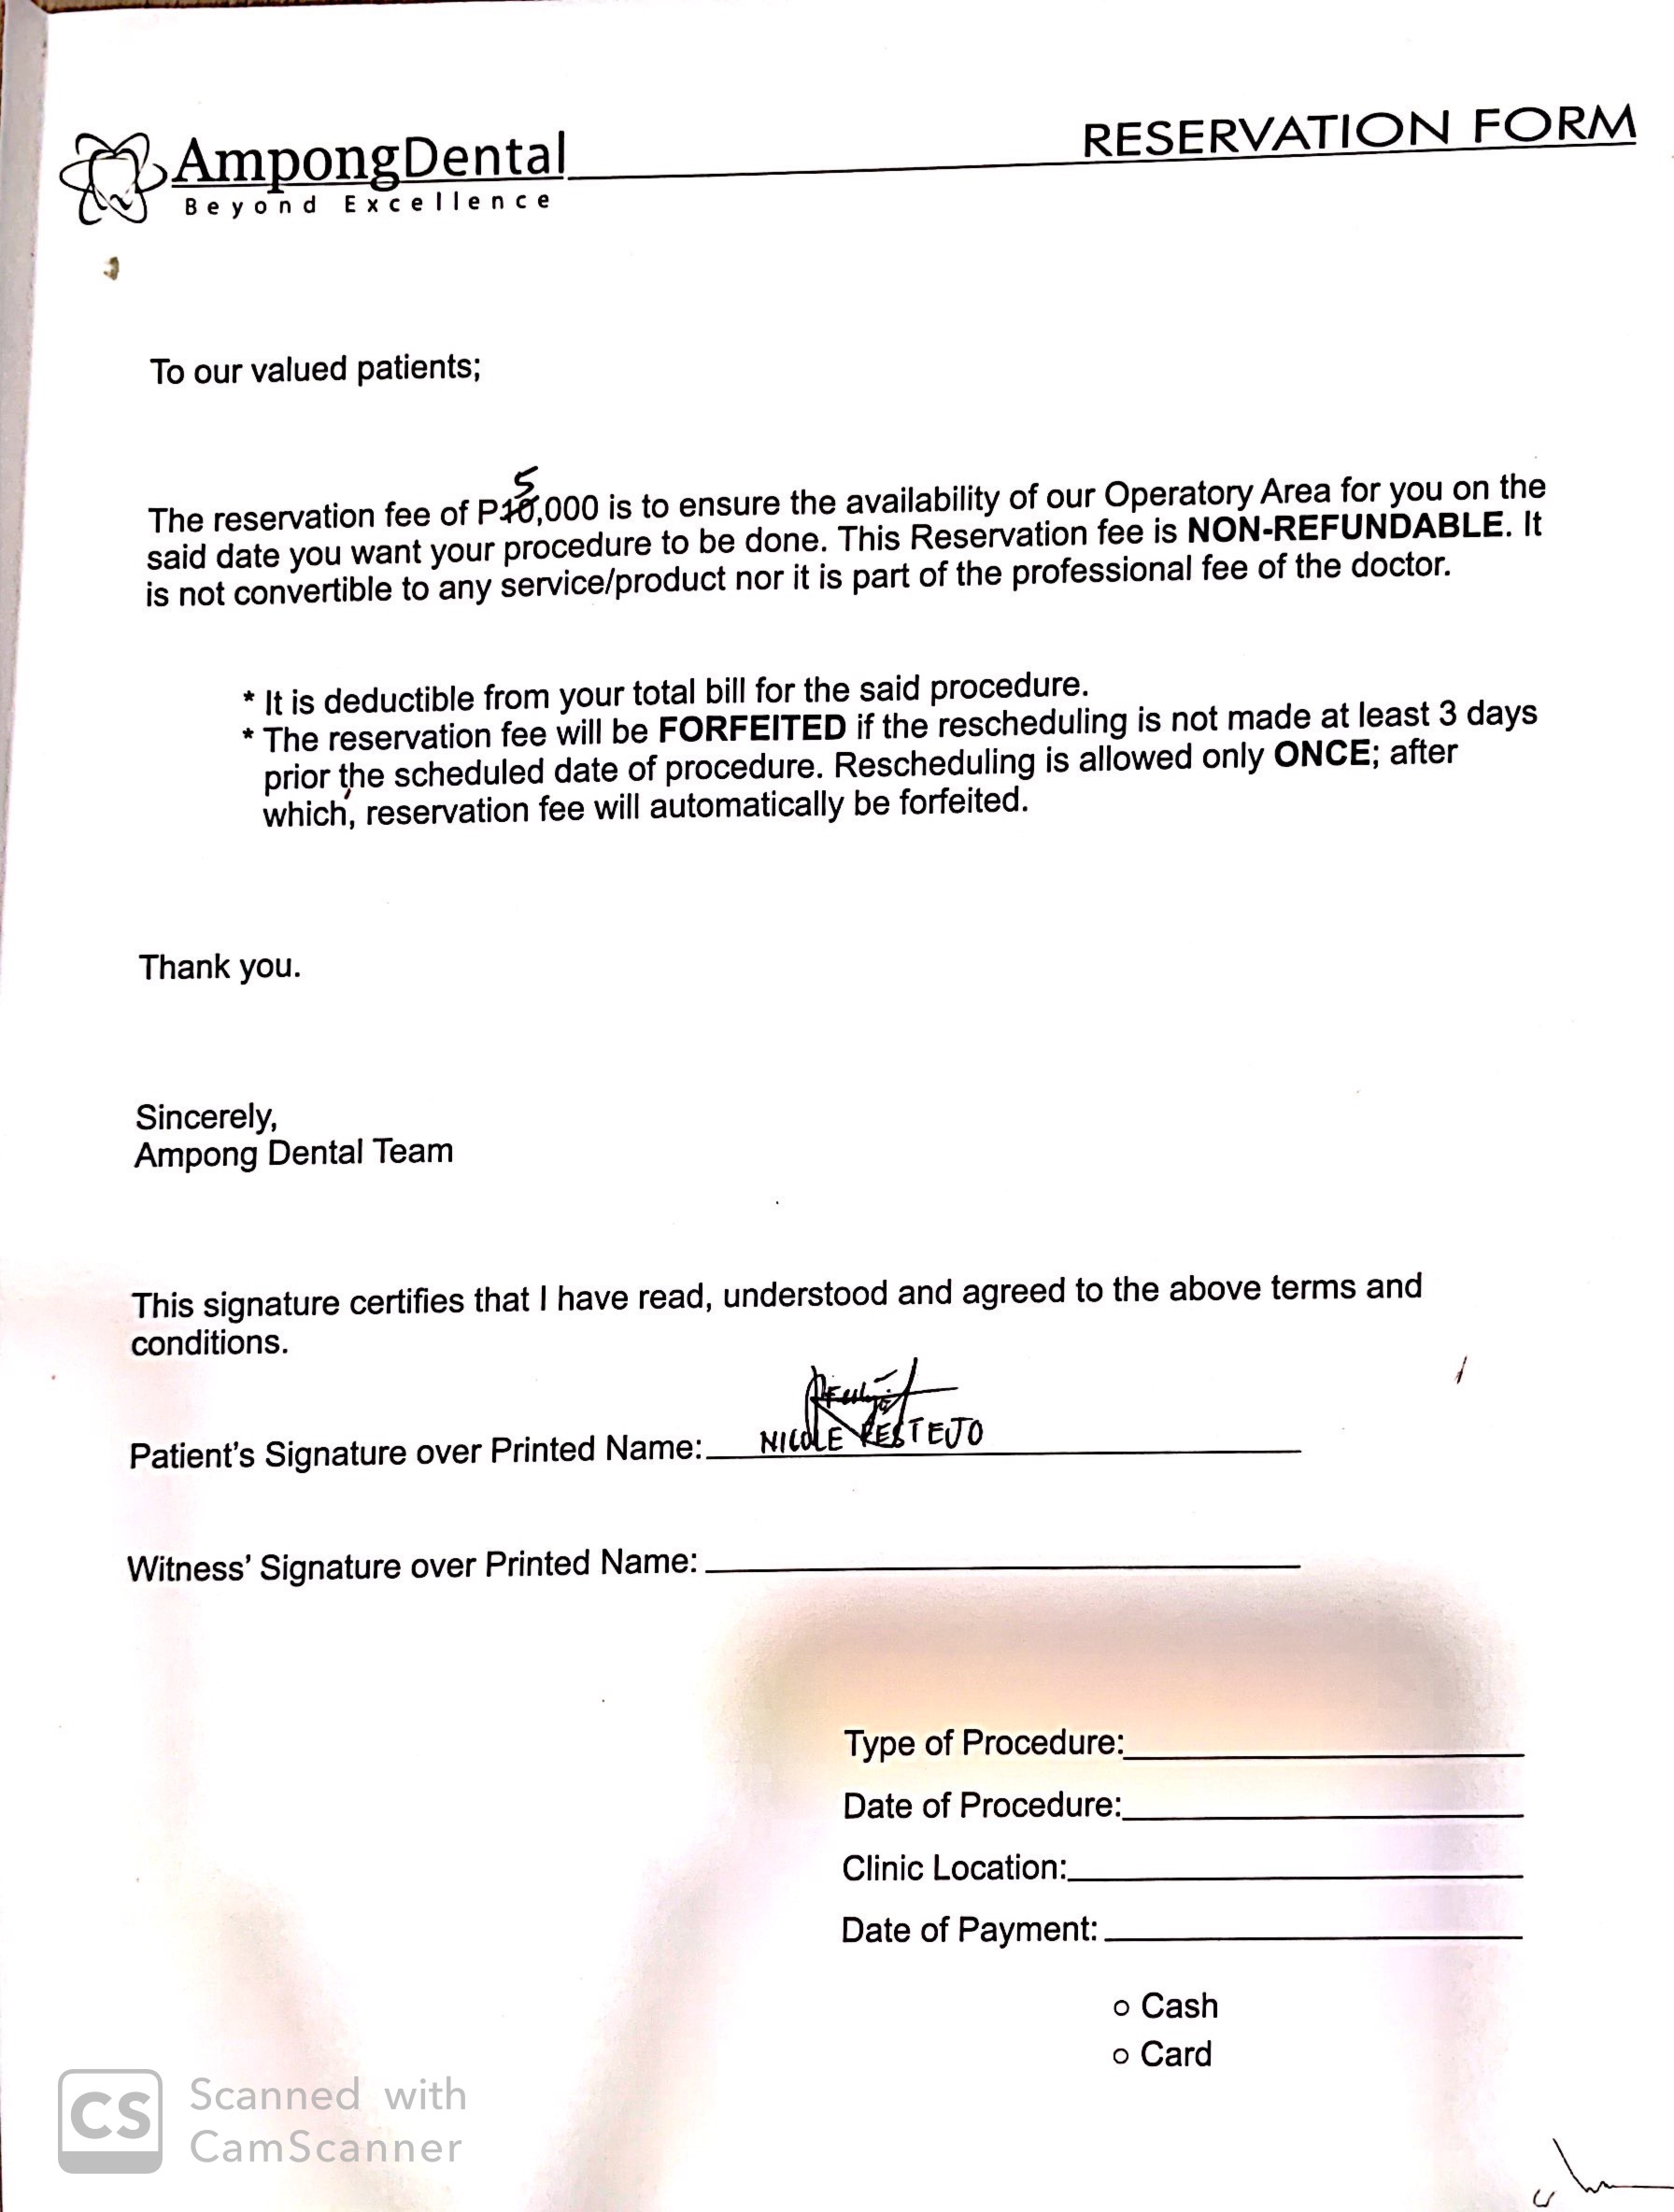 AmpongDental
Beyond Excellence
RESERVATION FORM
To our valued patients;
5
The reservation fee of P10,000 is to ensure the availability of our Operatory Area for you on the
said date you want your procedure to be done. This Reservation fee is NON-REFUNDABLE. It
is not convertible to any service/product nor it is part of the professional fee of the doctor.
* It is deductible from your total bill for the said procedure.
* The reservation fee will be FORFEITED if the rescheduling is not made at least 3 days
prior the scheduled date of procedure. Rescheduling is allowed only ONCE; after
which, reservation fee will automatically be forfeited.
Thank you.
Sincerely,
Ampong Dental Team
This signature certifies that I have read, understood and agreed to the above terms and
conditions.
Patient's Signature over Printed Name: NICOLE RESTEJO
Witness' Signature over Printed Name:
Type of Procedure:
Date of Procedure:
Clinic Location:
Date of Payment:
o Cash
o Card
CS Scanned with
CamScanner